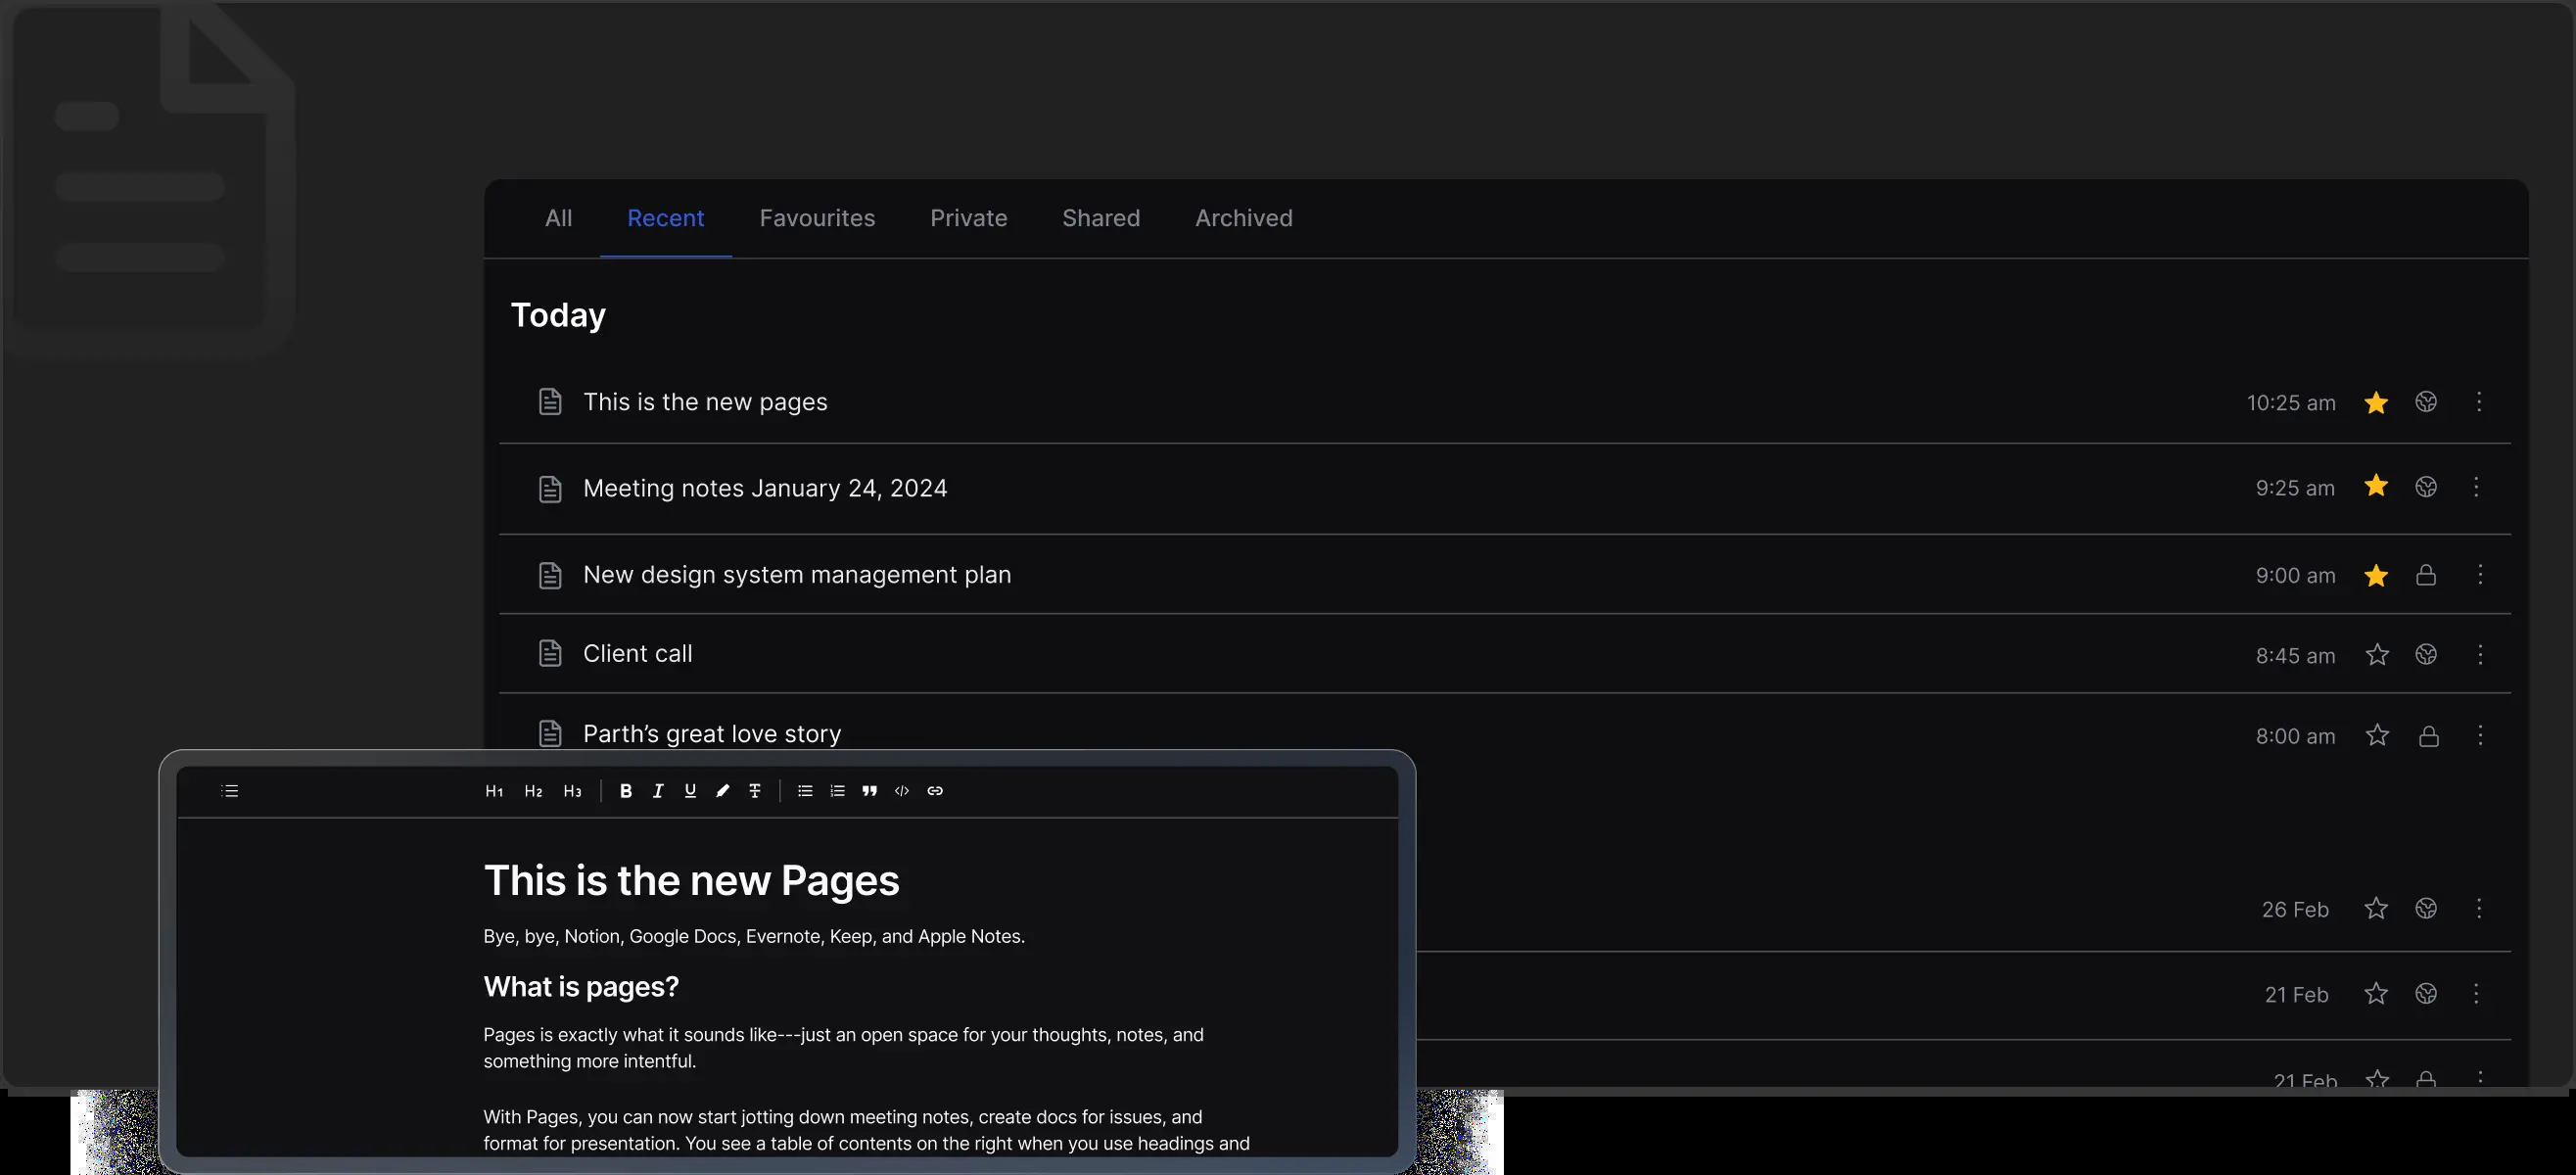 All Recent Favourites Private Shared Archived
Today
This is the new pages 10:25 am
Meeting notes January 24, 2024 9:25 am
New design system management plan 9:00 am
Client call 8:45 am
Parth’s great love story 8:00 am
26 Feb
21 Feb
21 Feb
H1 H2 H3 B I U T
This is the new Pages
Bye, bye, Notion, Google Docs, Evernote, Keep, and Apple Notes.
What is pages?
Pages is exactly what it sounds like---just an open space for your thoughts, notes, and
something more intentful.
With Pages, you can now start jotting down meeting notes, create docs for issues, and
format for presentation. You see a table of contents on the right when you use headings and